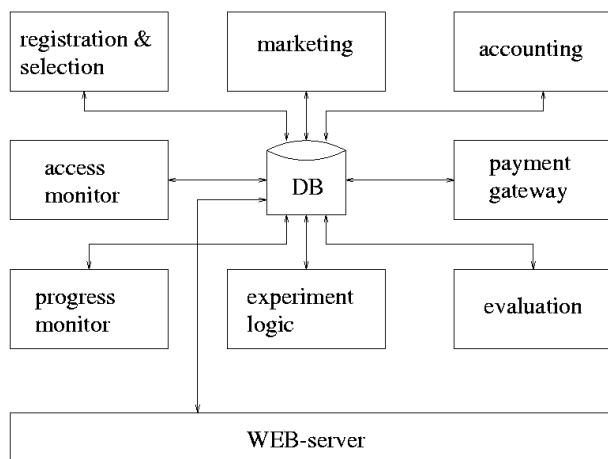 registration &
selection
marketing
accounting
access
monitor
DB
payment
gateway
progress
monitor
experiment
logic
evaluation
WEB-server